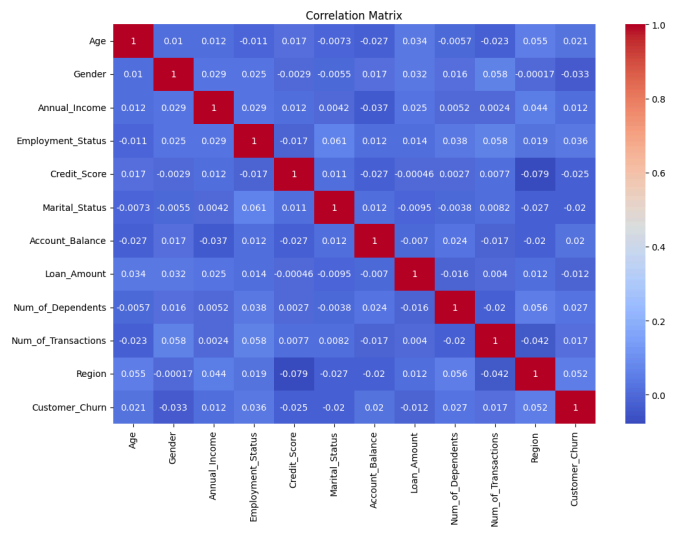 Correlation Matrix
Age 1 0.01 0.012 -0.011 0.017 -0.0073 -0.027 0.034 -0.0057 -0.023 0.055 0.021
Gender 0.01 1 0.029 0.025 -0.0029 -0.0055 0.017 0.032 0.016 0.058 -0.00017 -0.033
Annual_Income 0.012 0.029 1 0.029 0.012 0.0042 -0.037 0.025 0.0052 0.0024 0.044 0.012
Employment_Status -0.011 0.025 0.029 1 -0.017 0.061 0.012 0.014 0.038 0.058 0.019 0.036
Credit_Score 0.017 -0.0029 0.012 -0.017 1 0.011 -0.027 -0.00046 0.0027 0.0077 -0.079 -0.025
Marital_Status -0.0073 -0.0055 0.0042 0.061 0.011 1 0.012 -0.0095 -0.0038 0.0082 -0.027 -0.02
Account_Balance -0.027 0.017 -0.037 0.012 -0.027 0.012 1 -0.007 0.024 -0.017 -0.02 0.02
Loan_Amount 0.034 0.032 0.025 0.014 -0.00046 -0.0095 -0.007 1 -0.016 0.004 0.012 -0.012
Num_of_Dependents -0.0057 0.016 0.0052 0.038 0.0027 -0.0038 0.024 -0.016 1 -0.02 0.056 0.027
Num_of_Transactions -0.023 0.058 0.0024 0.058 0.0077 0.0082 -0.017 0.004 -0.02 1 -0.042 0.017
Region 0.055 -0.00017 0.044 0.019 -0.079 -0.027 -0.02 0.012 0.056 -0.042 1 0.052
Customer_Churn 0.021 -0.033 0.012 0.036 -0.025 -0.02 0.02 -0.012 0.027 0.017 0.052 1
Age
Gender
Annual_Income
Employment_Status
Credit_Score
Marital_Status
Account_Balance
Loan_Amount
Num_of_Dependents
Num_of_Transactions
Region
Customer_Churn
1.0
0.8
0.6
0.4
0.2
0.0